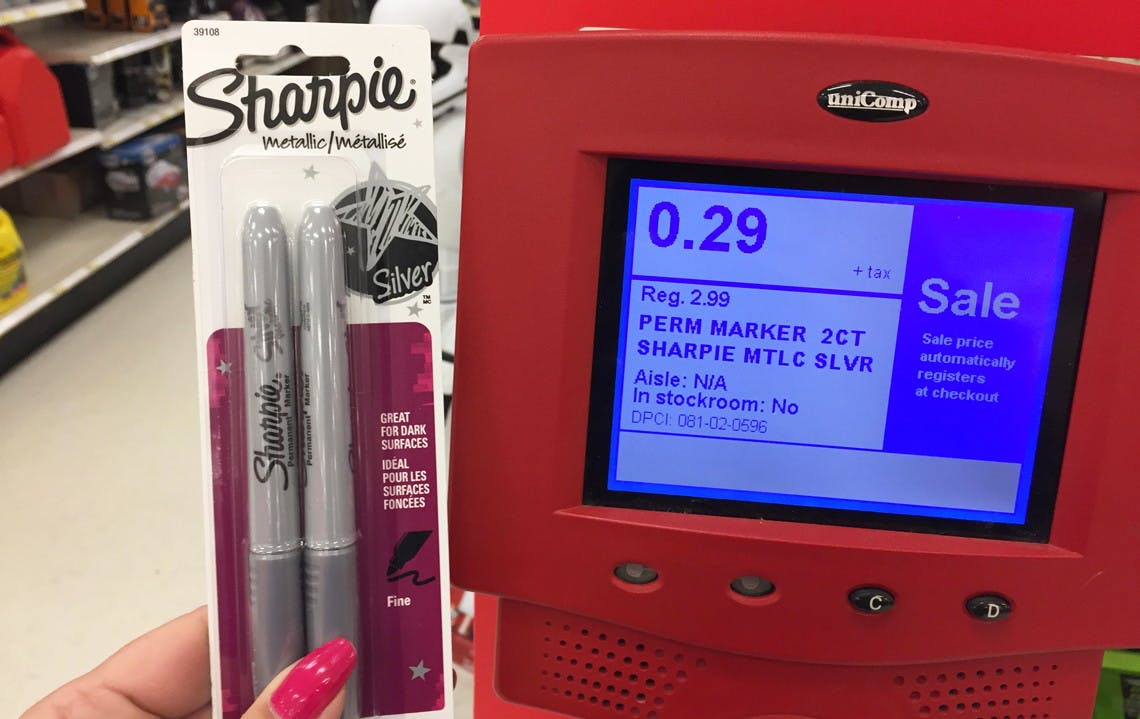 39108
Sharpie®
metallic/métallisé
Silver
TM
MC
Sharpie
Permanent Marker
Permanent Marker
GREAT
FOR DARK
SURFACES
IDÉAL
POUR LES
SURFACES
FONCÉES
Fine
uniComp
0.29
+ tax
Reg. 2.99
PERM MARKER 2CT
SHARPIE MTLC SLVR
Aisle: N/A
In stockroom: No
DPCI: 081-02-0596
Sale
Sale price
automatically
registers
at checkout
C
D